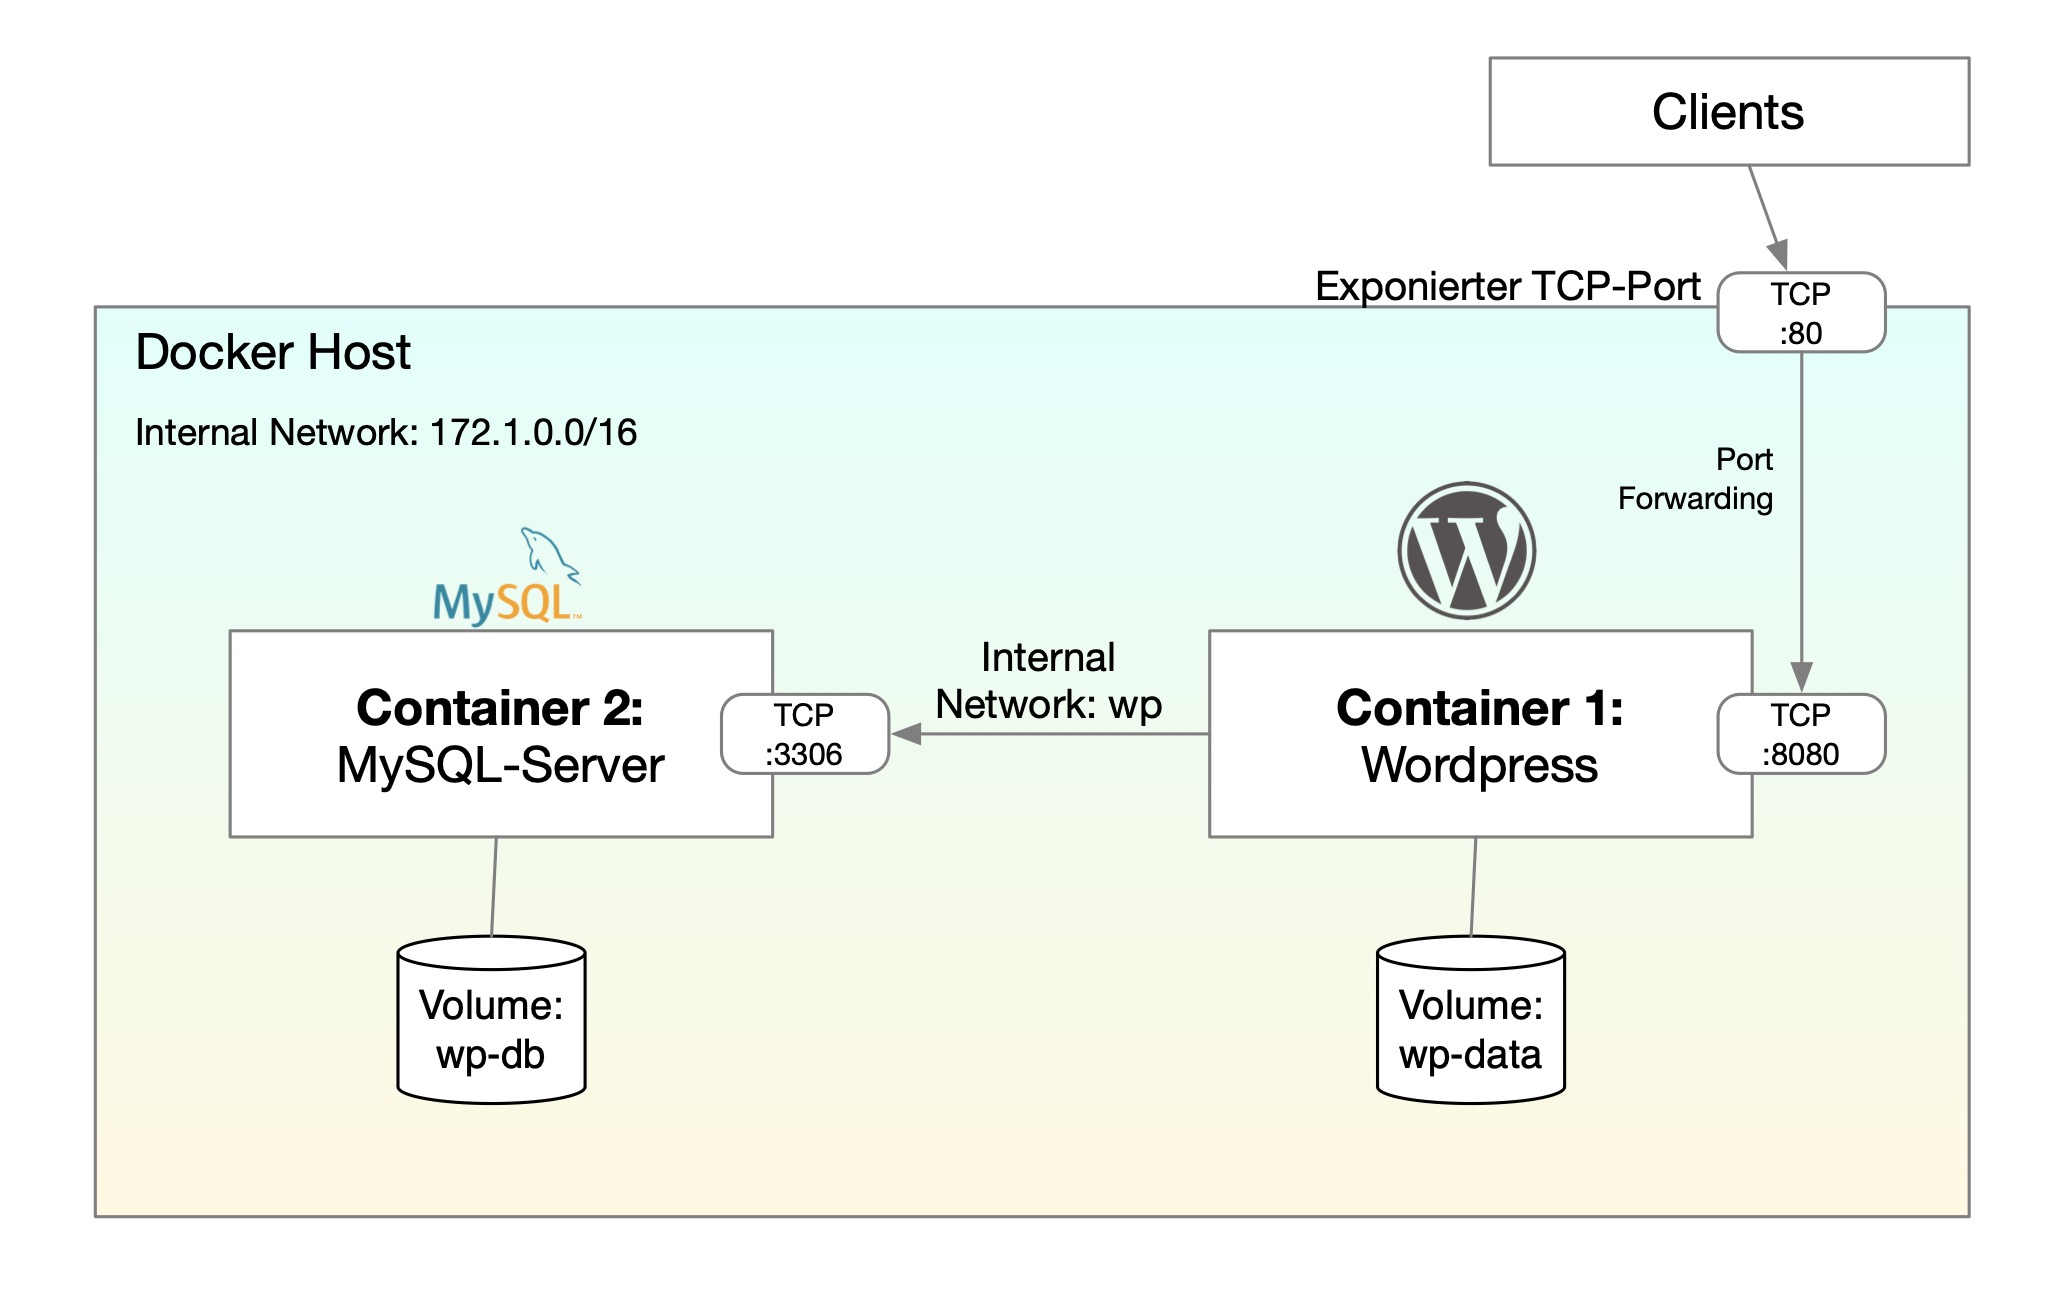 Clients
Exponierter TCP-Port
TCP
:80
Docker Host
Internal Network: 172.1.0.0/16
Port
Forwarding
MySQL™
W
Internal
Network: wp
Container 2:
MySQL-Server
TCP
:3306
Container 1:
Wordpress
TCP
:8080
Volume:
wp-db
Volume:
wp-data